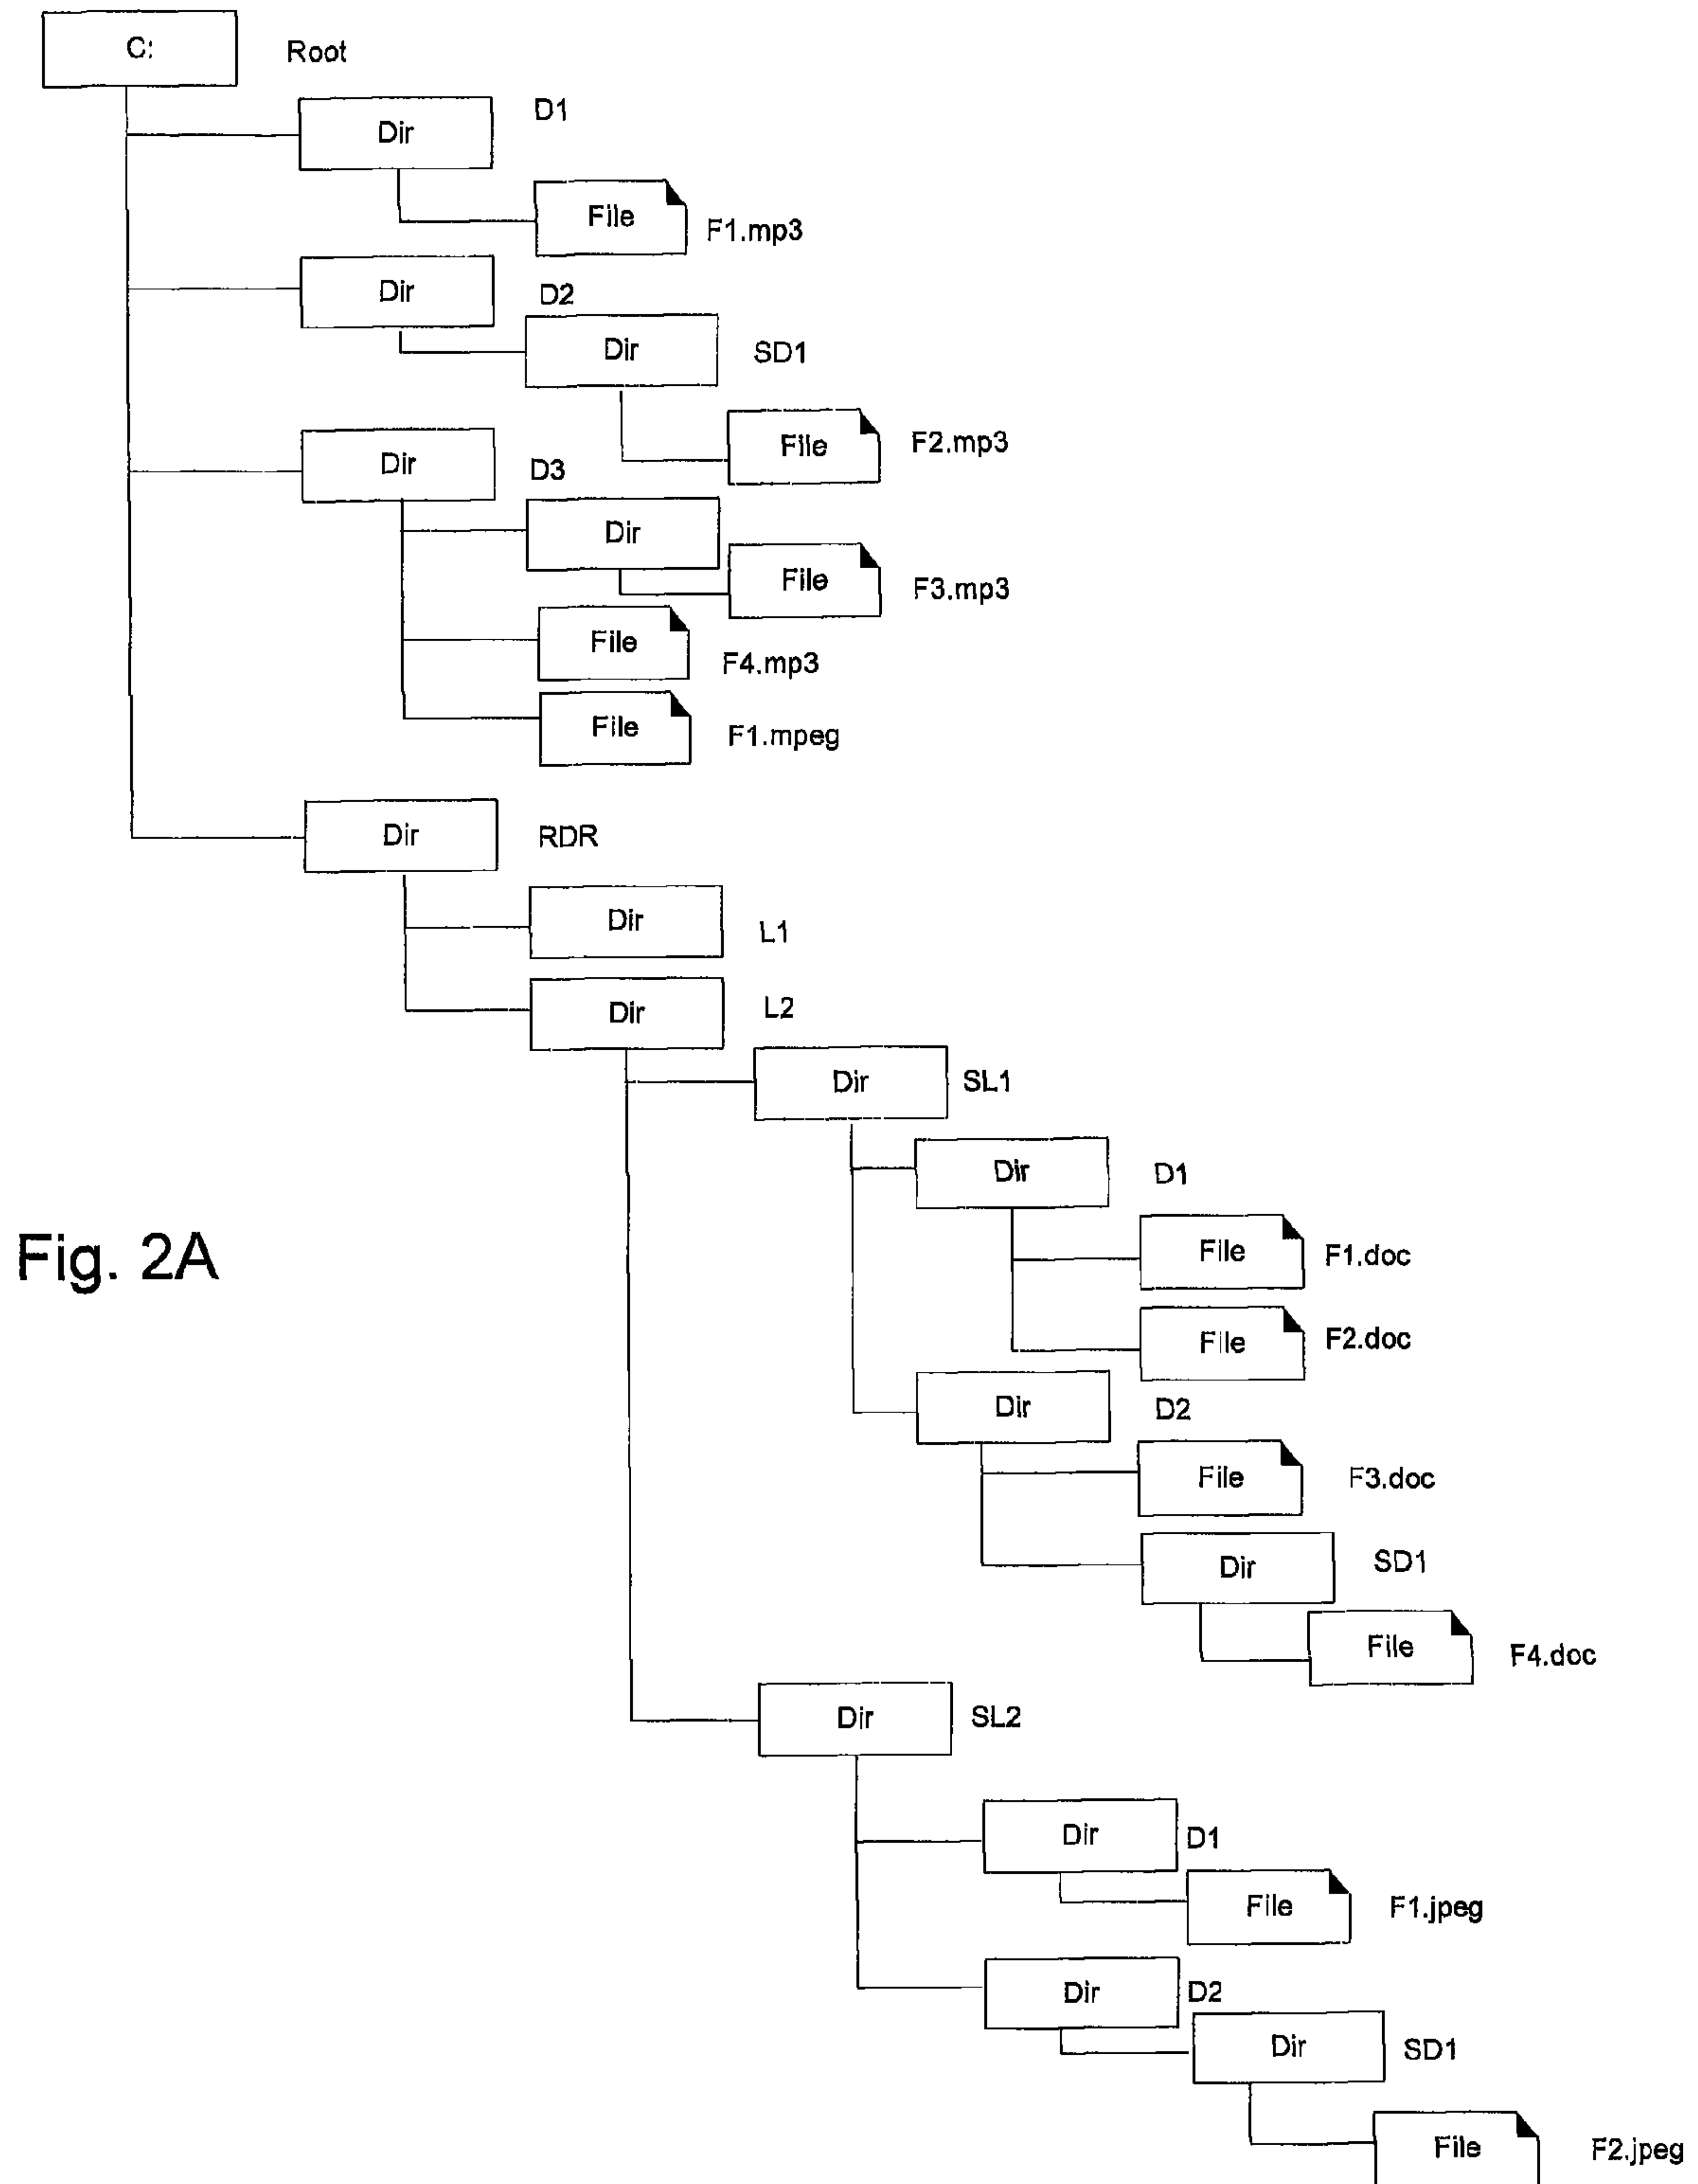 C: Root
Dir D1
File F1.mp3
Dir D2
Dir SD1
File F2.mp3
Dir D3
Dir
File F3.mp3
File F4.mp3
File F1.mpeg
Dir RDR
Dir L1
Dir L2
Dir SL1
Dir D1
File F1.doc
Fig. 2A
File F2.doc
Dir D2
File F3.doc
Dir SD1
File F4.doc
Dir SL2
Dir D1
File F1.jpeg
Dir D2
Dir SD1
File F2.jpeg